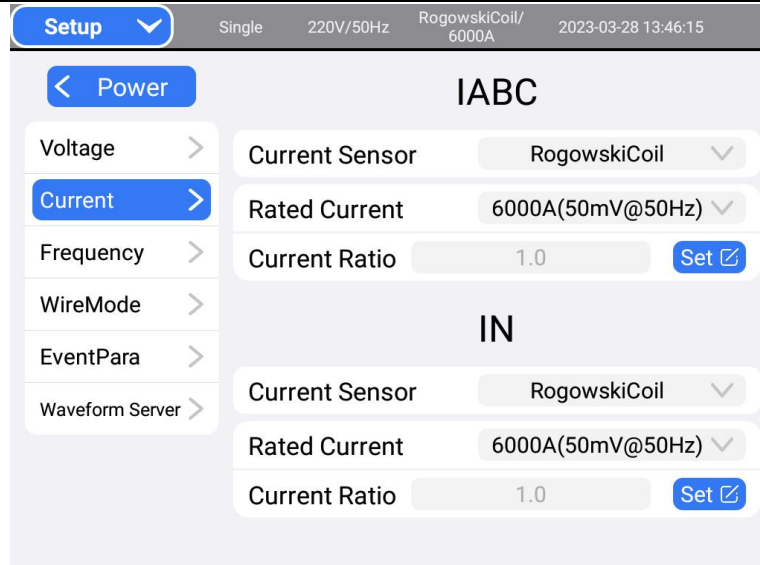 Setup
Single 220V/50Hz RogowskiCoil/
6000A 2023-03-28 13:46:15
Power
Voltage
Current
Frequency
WireMode
EventPara
Waveform Server
IABC
Current Sensor RogowskiCoil
Rated Current 6000A(50mV@50Hz)
Current Ratio 1.0 Set
IN
Current Sensor RogowskiCoil
Rated Current 6000A(50mV@50Hz)
Current Ratio 1.0 Set